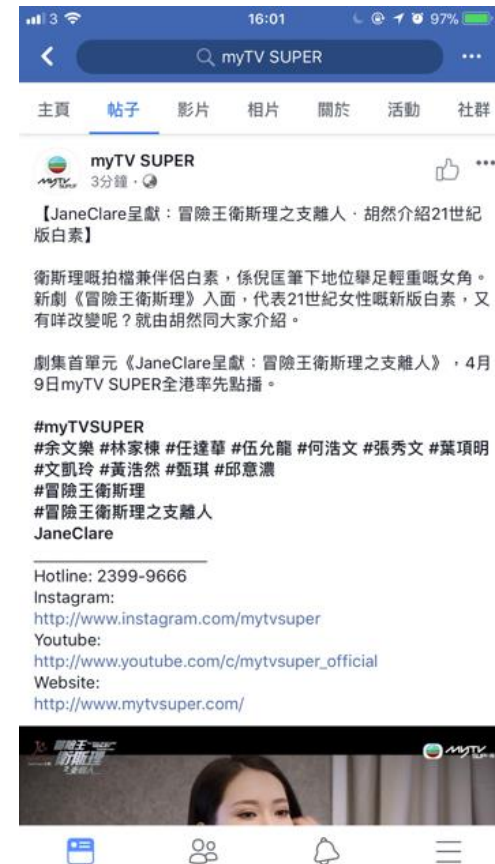 3
16:01
97%
myTV SUPER
主頁 帖子 影片 相片 關於 活動 社群
myTV SUPER
3分鐘
【JaneClare呈獻：冒險王衛斯理之支離人．胡然介紹21世紀
版白素】
衛斯理嘅拍檔兼伴侶白素，係倪匡筆下地位舉足輕重嘅女角。
新劇《冒險王衛斯理》入面，代表21世紀女性嘅新版白素，又
有咩改變呢？就由胡然同大家介紹。
劇集首單元《JaneClare呈獻：冒險王衛斯理之支離人》，4月
9日myTV SUPER全港率先點播。
#myTVSUPER
#余文樂 #林家棟 #任達華 #伍允龍 #何浩文 #張秀文 #葉項明
#文凱玲 #黃浩然 #甄琪 #邱意濃
#冒險王衛斯理
#冒險王衛斯理之支離人
JaneClare
Hotline: 2399-9666
Instagram:
http://www.instagram.com/mytvsuper
Youtube:
http://www.youtube.com/c/mytvsuper_official
Website:
http://www.mytvsuper.com/
冒險王
衛斯理
之支離人
myTV